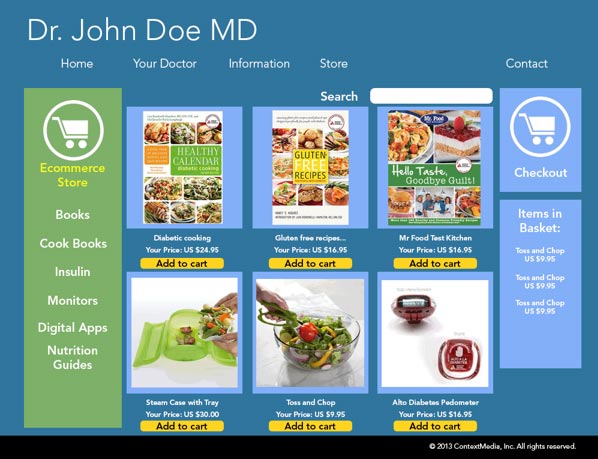 Dr. John Doe MD
Home
Your Doctor
Information
Store
Contact
Search
Ecommerce
Store
Books
Cook Books
Insulin
Monitors
Digital Apps
Nutrition
Guides
HEALTHY
CALENDAR
diabetic cooking
GLUTEN
FREE
RECIPES
Mr. Food
Hello Taste,
Goodbye Guilt!
Diabetic cooking
Your Price: US $24.95
Add to cart
Gluten free recipes...
Your Price: US $16.95
Add to cart
Mr Food Test Kitchen
Your Price: US $16.95
Add to cart
Steam Case with Tray
Your Price: US $30.00
Add to cart
Toss and Chop
Your Price: US $9.95
Add to cart
Alto Diabetes Pedometer
Your Price: US $16.95
Add to cart
Checkout
Items in
Basket:
Toss and Chop
US $9.95
Toss and Chop
US $9.95
Toss and Chop
US $9.95
© 2013 ContextMedia, Inc. All rights reserved.